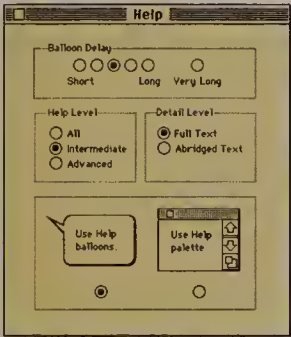 Help
Balloon Delay
Short Long Very Long
Help Level
All
Intermediate
Advanced
Detail Level
Full Text
Abridged Text
Use Help
balloons.
Use Help
palette